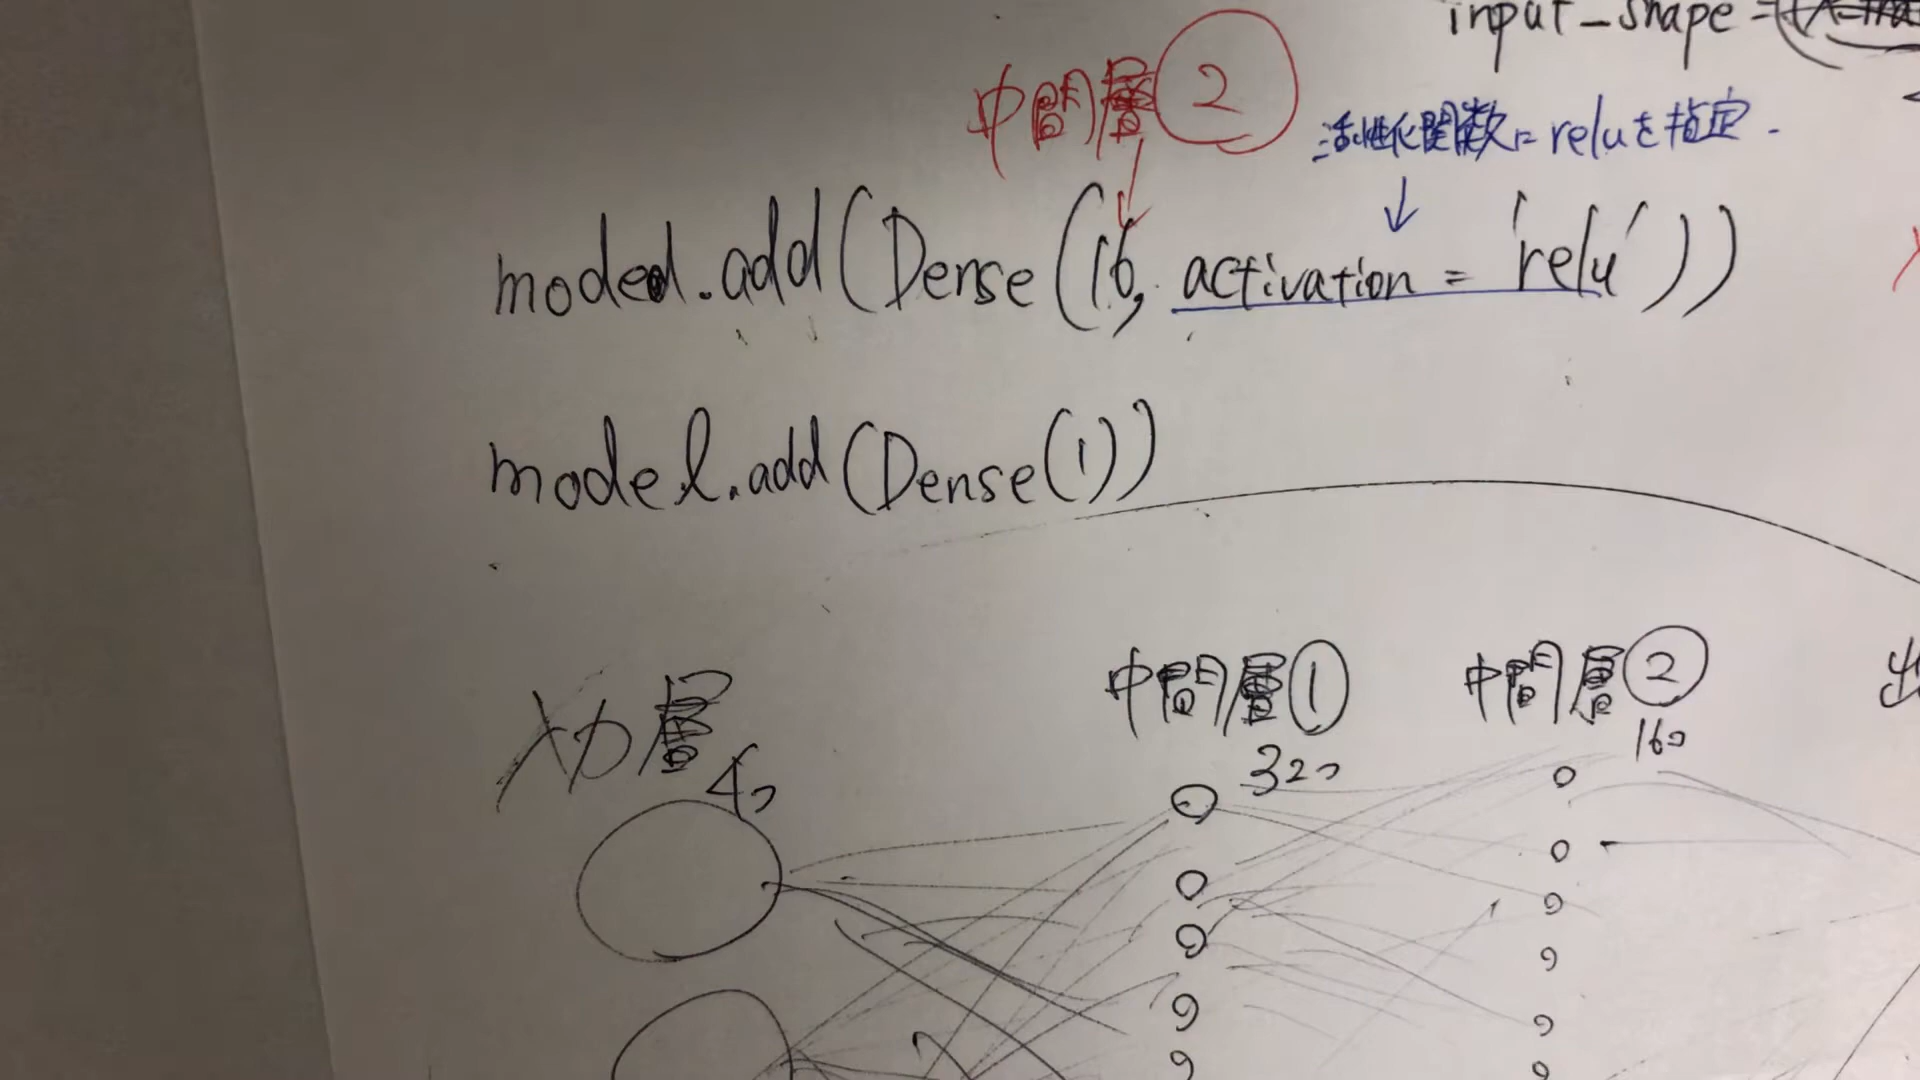 input_shape =
中間層②
活性化関数にreluを指定.
model.add(Dense(16, activation = 'relu'))
model.add(Dense(1))
入力層
4つ
中間層①
32つ
中間層②
16つ
出